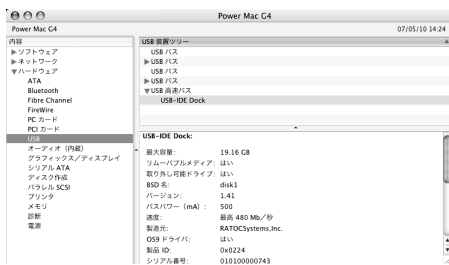 Power Mac G4
Power Mac G4
07/05/10 14:24
内容
ソフトウェア
ネットワーク
ハードウェア
ATA
Bluetooth
Fibre Channel
FireWire
PC カード
PCI カード
USB
オーディオ（内蔵）
グラフィックス／ディスプレイ
シリアル ATA
ディスク作成
パラレル SCSI
プリンタ
メモリ
診断
電源
USB 装置ツリー
USB バス
USB バス
USB バス
USB バス
USB 高速バス
USB-IDE Dock
USB-IDE Dock:
最大容量: 19.16 GB
リムーバブルメディア: はい
取り外し可能ドライブ: はい
BSD 名: disk1
バージョン: 1.41
バスパワー（mA）: 500
速度: 最高 480 Mb／秒
製造元: RATOCSystems,Inc.
OS9 ドライバ: はい
製品 ID: 0x0224
シリアル番号: 010100000743